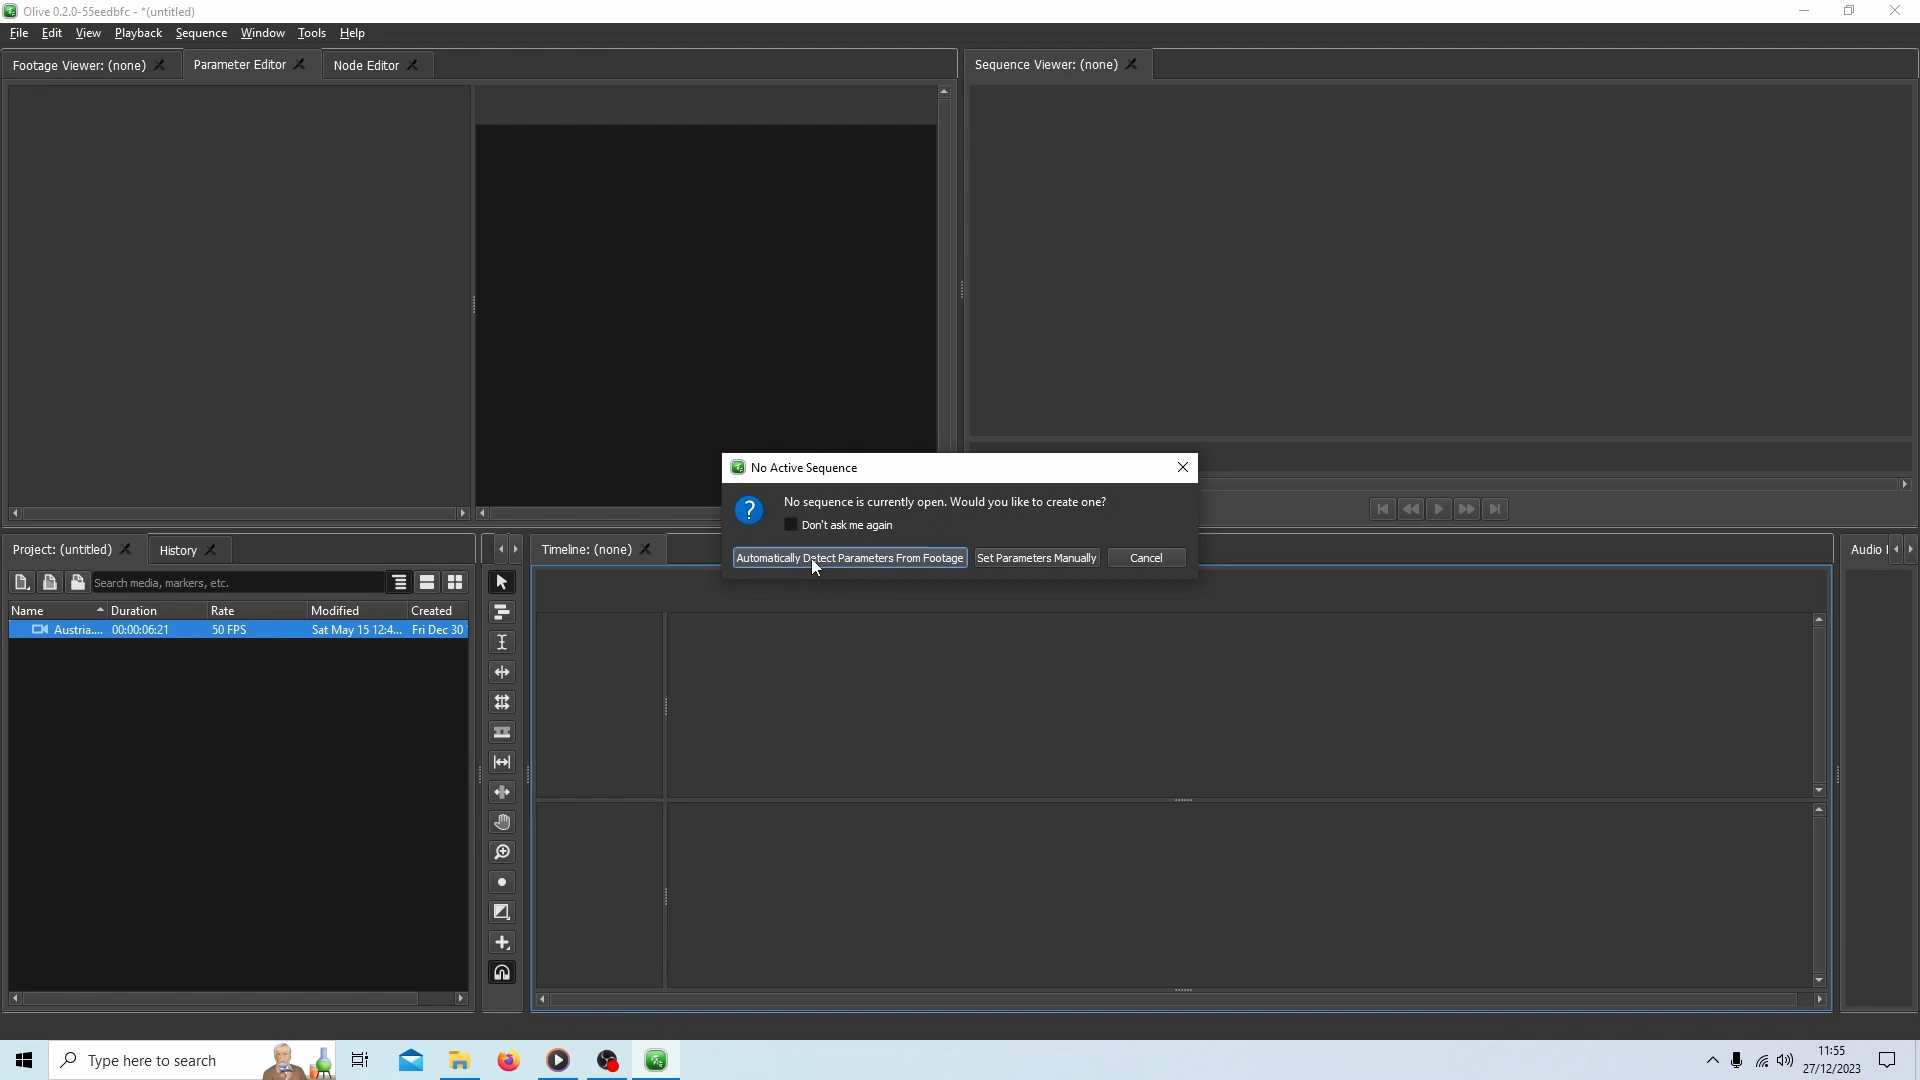 Olive 0.2.0-55eedbfc - *(untitled)
File Edit View Playback Sequence Window Tools Help
Footage Viewer: (none) Parameter Editor Node Editor Sequence Viewer: (none)
No Active Sequence
No sequence is currently open. Would you like to create one?
Don't ask me again
Automatically Detect Parameters From Footage Set Parameters Manually Cancel
Project: (untitled) History Timeline: (none) Audio
Search media, markers, etc.
Name Duration Rate Modified Created
Austria.... 00:00:06:21 50 FPS Sat May 15 12:4... Fri Dec 30
Type here to search
11:55
27/12/2023